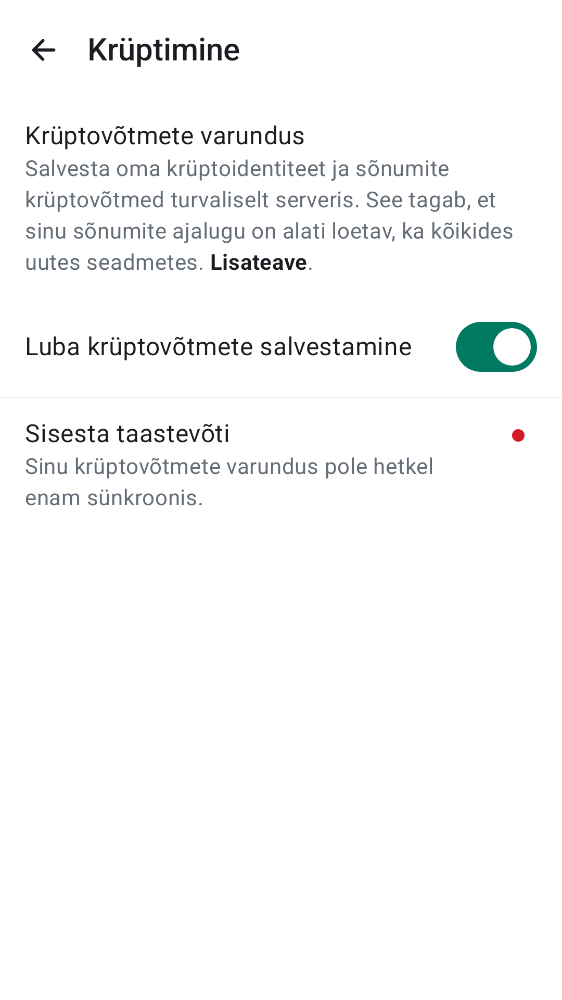 Krüptimine
Krüptovõtmete varundus
Salvesta oma krüptoidentiteet ja sõnumite
krüptovõtmed turvaliselt serveris. See tagab, et
sinu sõnumite ajalugu on alati loetav, ka kõikides
uutes seadmetes. Lisateave.
Luba krüptovõtmete salvestamine
Sisesta taastevõti
Sinu krüptovõtmete varundus pole hetkel
enam sünkroonis.